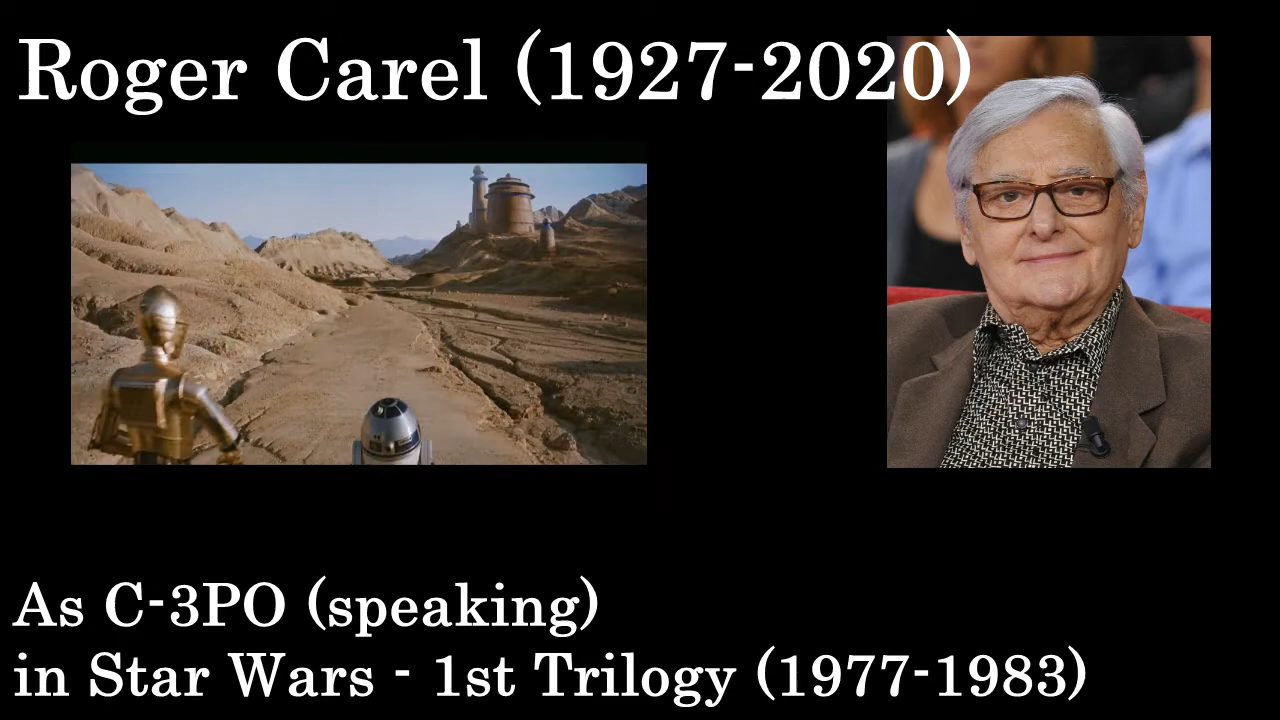 Roger Carel (1927-2020)
As C-3PO (speaking)
in Star Wars - 1st Trilogy (1977-1983)